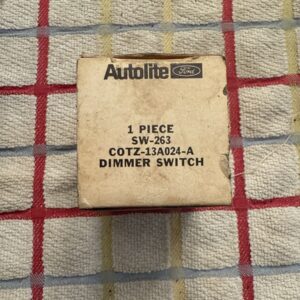 Autolite Ford
1 PIECE
SW-263
COTZ-13A024-A
DIMMER SWITCH